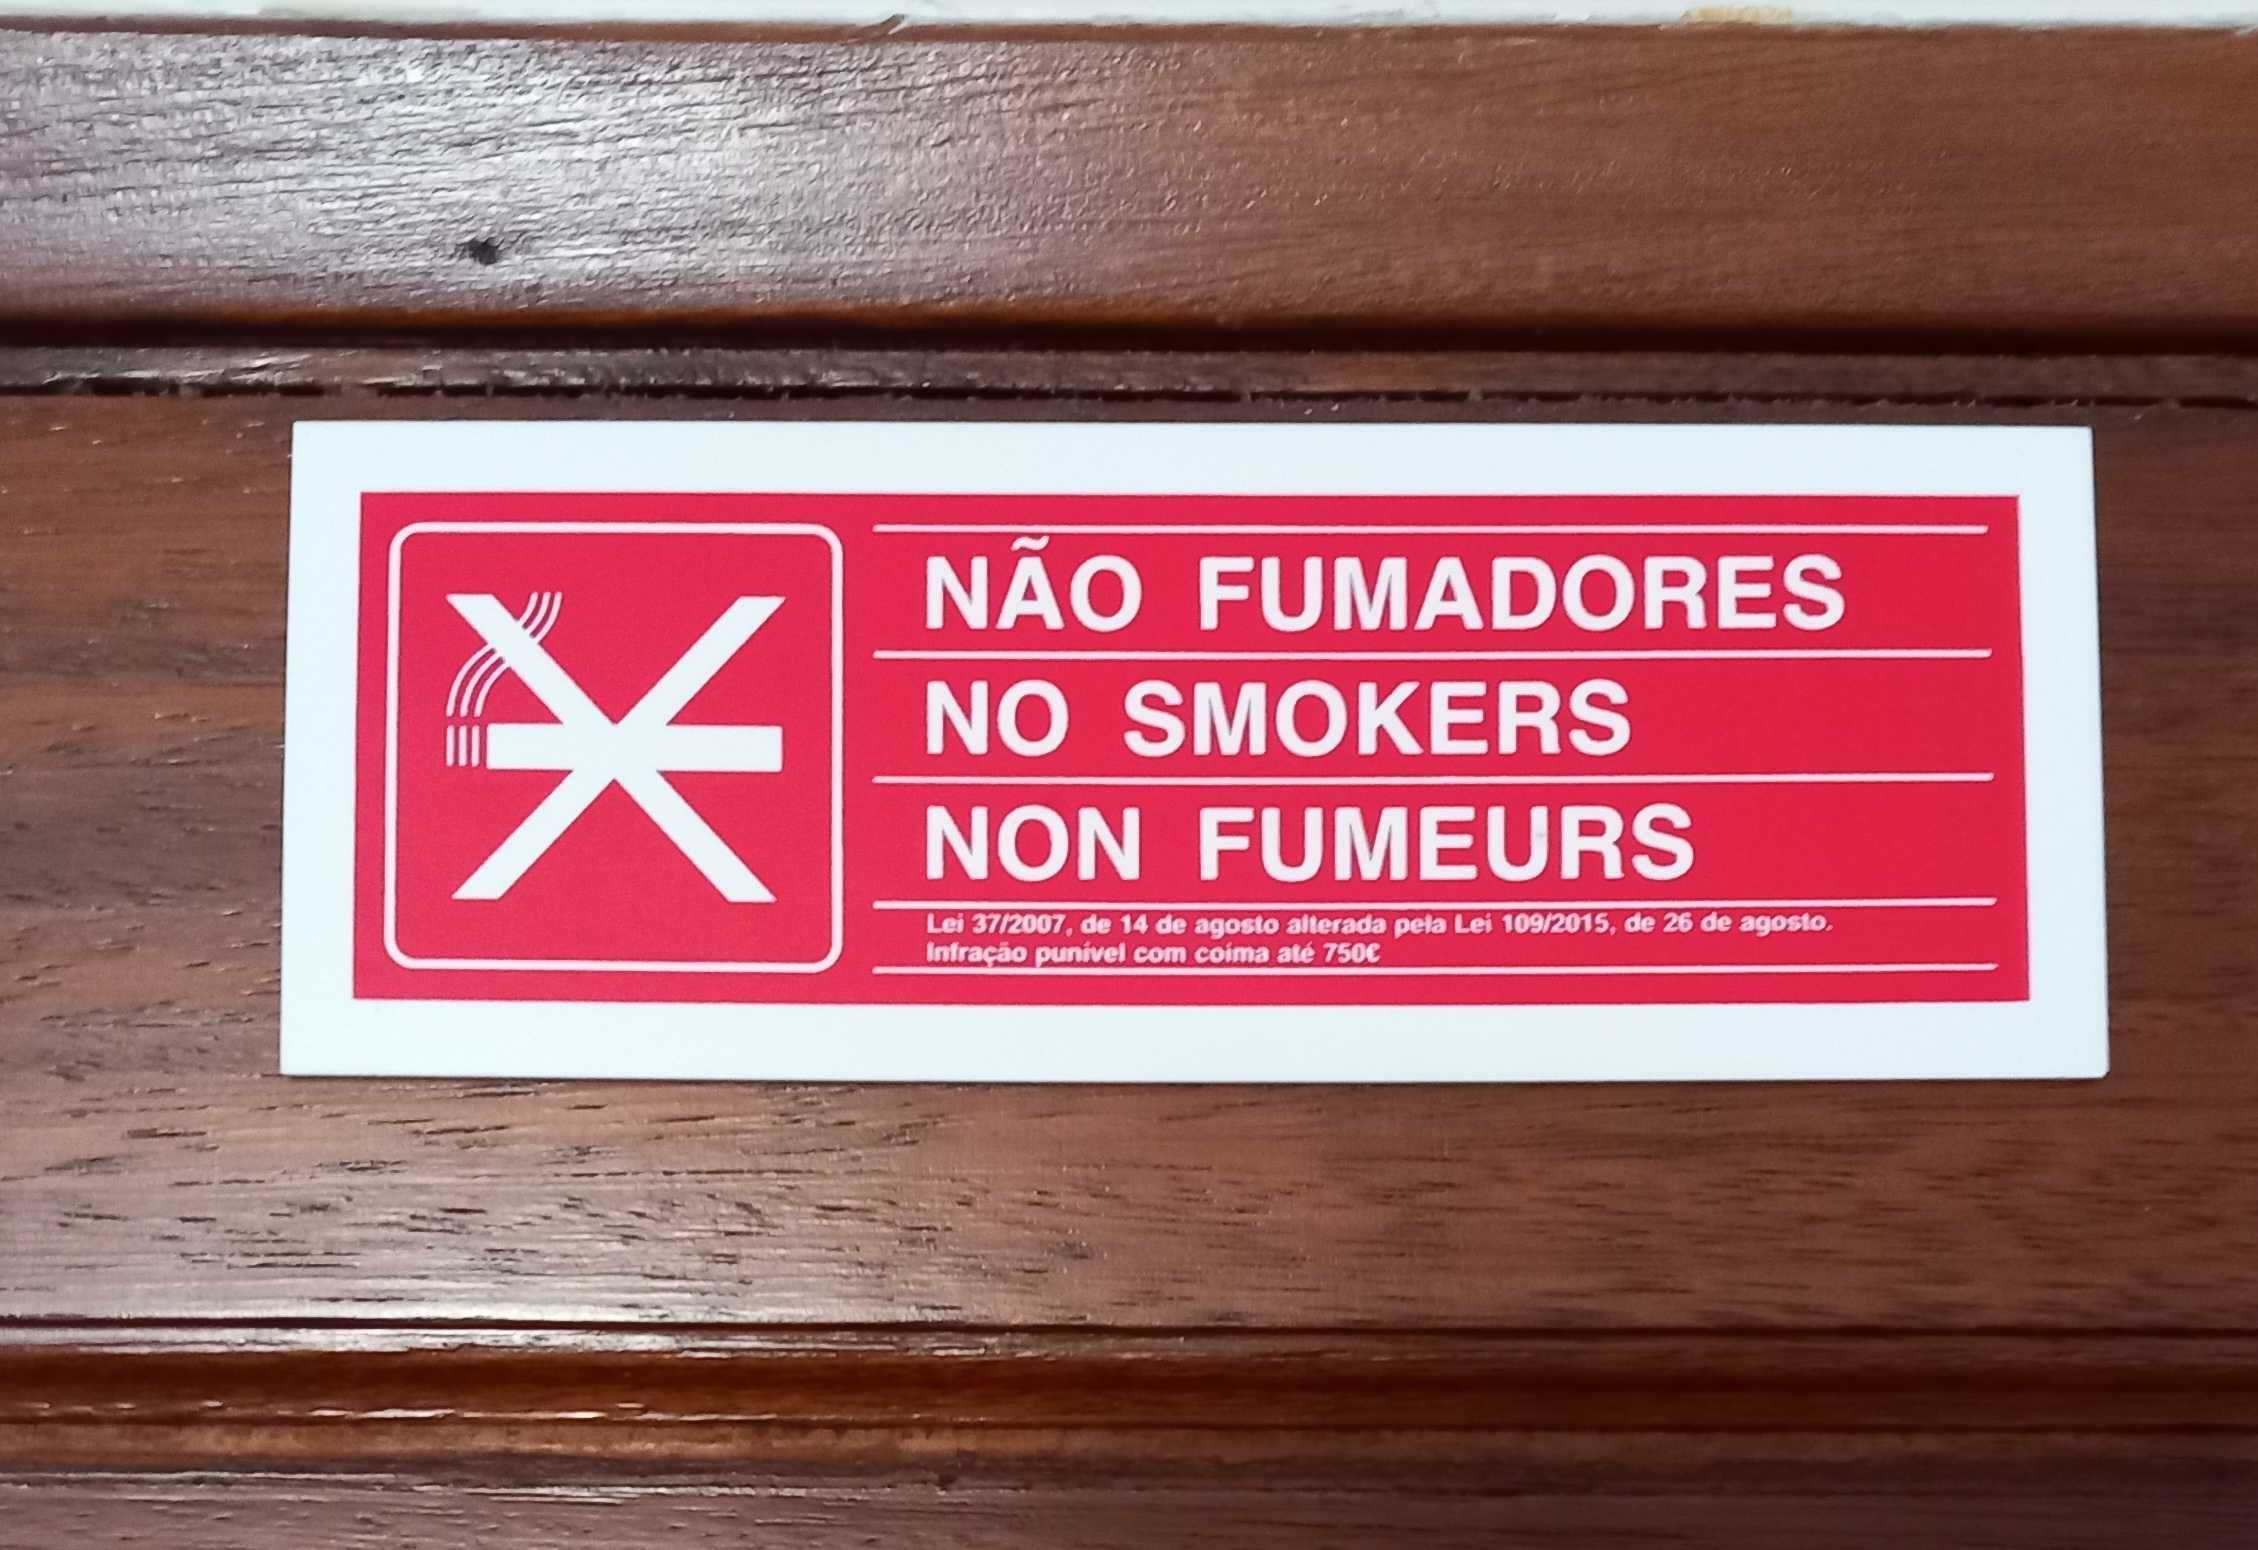 NÃO FUMADORES
NO SMOKERS
NON FUMEURS
Lei 37/2007, de 14 de agosto alterada pela Lei 109/2015, de 26 de agosto.
Infração punível com coima até 750€